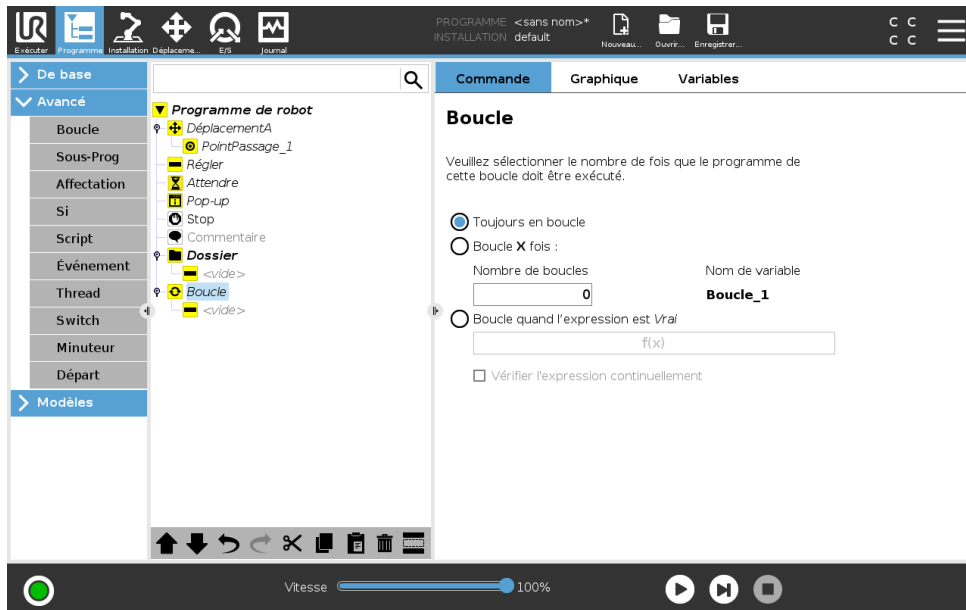 UR
Exécuter
Programme
Installation
Déplaceme...
E/S
Journal
PROGRAMME <sans nom>*
INSTALLATION default
Nouveau...
Ouvrir...
Enregistrer...
C C
C C
De base
Avancé
Boucle
Sous-Prog
Affectation
Si
Script
Événement
Thread
Switch
Minuteur
Départ
Modèles
Programme de robot
DéplacementA
PointPassage_1
Régler
Attendre
Pop-up
Stop
Commentaire
Dossier
<vide>
Boucle
<vide>
Commande
Graphique
Variables
Boucle
Veuillez sélectionner le nombre de fois que le programme de
cette boucle doit être exécuté.
Toujours en boucle
Boucle X fois :
Nombre de boucles
Nom de variable
0
Boucle_1
Boucle quand l'expression est Vrai
f(x)
Vérifier l'expression continuellement
Vitesse
100%